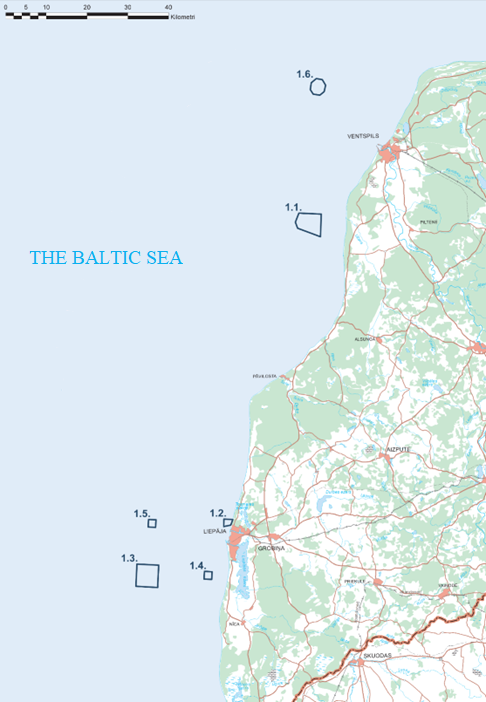 0 5 10 20 30 40
Kilometri
1.6.
VENTSPILS
1.1.
PILTENE
THE BALTIC SEA
ALSUNGA
PĀVILOSTA
AIZPUTE
1.5.
1.2.
LIEPĀJA
GROBIŅA
1.3.
1.4.
PRIEKULE
VAIŅODE
NĪCA
SKUODAS